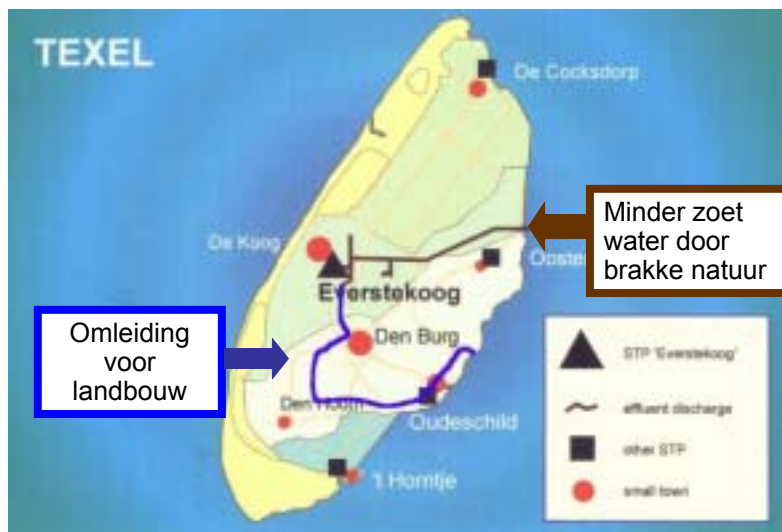 TEXEL
De Cocksdorp
De Koog
Minder zoet
water door
brakke natuur
Everstekoog
Omleiding
voor
landbouw
Den Burg
Den Hoorn
Oudeschild
't Horntje
STP 'Everstekoog'
effluent discharge
other STP
small town